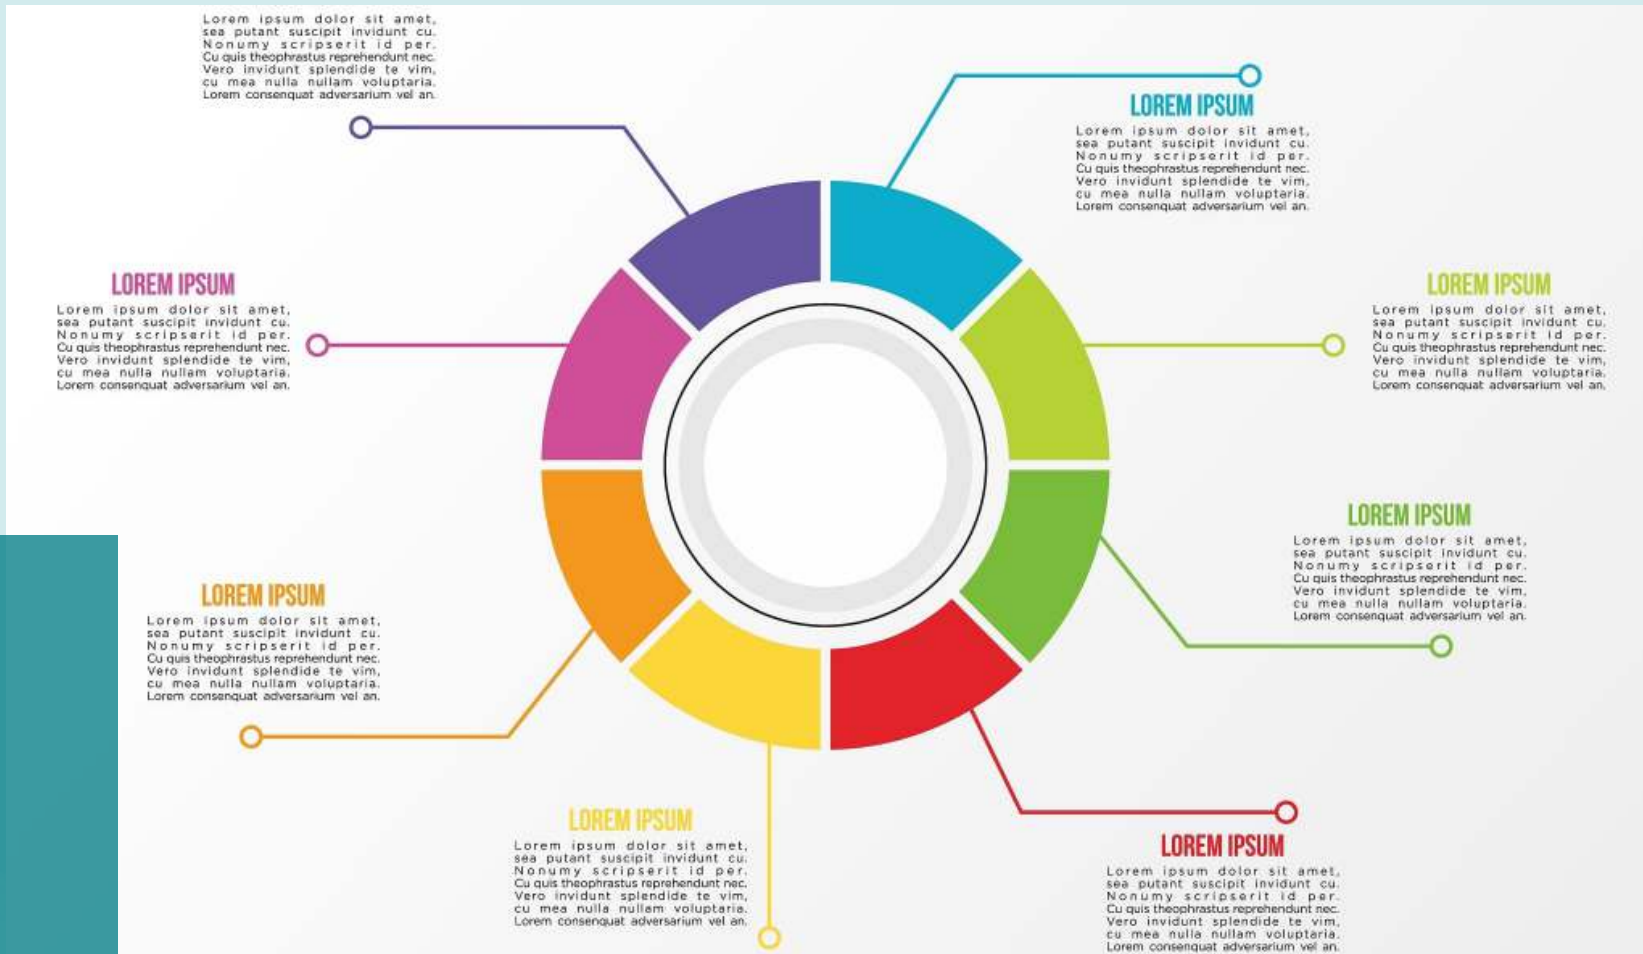 Lorem ipsum dolor sit amet,
sea putant suscipit invidunt cu.
Nonumy scripserit id per.
Cu quis theophrastus reprehendunt nec.
Vero invidunt splendide te vim,
cu mea nulla nullam voluptaria.
Lorem consenquat adversarium vel an.
LOREM IPSUM
Lorem ipsum dolor sit amet,
sea putant suscipit invidunt cu.
Nonumy scripserit id per.
Cu quis theophrastus reprehendunt nec.
Vero invidunt splendide te vim,
cu mea nulla nullam voluptaria.
Lorem consenquat adversarium vel an.
LOREM IPSUM
Lorem ipsum dolor sit amet,
sea putant suscipit invidunt cu.
Nonumy scripserit id per.
Cu quis theophrastus reprehendunt nec.
Vero invidunt splendide te vim,
cu mea nulla nullam voluptaria.
Lorem consenquat adversarium vel an.
LOREM IPSUM
Lorem ipsum dolor sit amet,
sea putant suscipit invidunt cu.
Nonumy scripserit id per.
Cu quis theophrastus reprehendunt nec.
Vero invidunt splendide te vim,
cu mea nulla nullam voluptaria.
Lorem consenquat adversarium vel an.
LOREM IPSUM
Lorem ipsum dolor sit amet,
sea putant suscipit invidunt cu.
Nonumy scripserit id per.
Cu quis theophrastus reprehendunt nec.
Vero invidunt splendide te vim,
cu mea nulla nullam voluptaria.
Lorem consenquat adversarium vel an.
LOREM IPSUM
Lorem ipsum dolor sit amet,
sea putant suscipit invidunt cu.
Nonumy scripserit id per.
Cu quis theophrastus reprehendunt nec.
Vero invidunt splendide te vim,
cu mea nulla nullam voluptaria.
Lorem consenquat adversarium vel an.
LOREM IPSUM
Lorem ipsum dolor sit amet,
sea putant suscipit invidunt cu.
Nonumy scripserit id per.
Cu quis theophrastus reprehendunt nec.
Vero invidunt splendide te vim,
cu mea nulla nullam voluptaria.
Lorem consenquat adversarium vel an.
LOREM IPSUM
Lorem ipsum dolor sit amet,
sea putant suscipit invidunt cu.
Nonumy scripserit id per.
Cu quis theophrastus reprehendunt nec.
Vero invidunt splendide te vim,
cu mea nulla nullam voluptaria.
Lorem consenquat adversarium vel an.